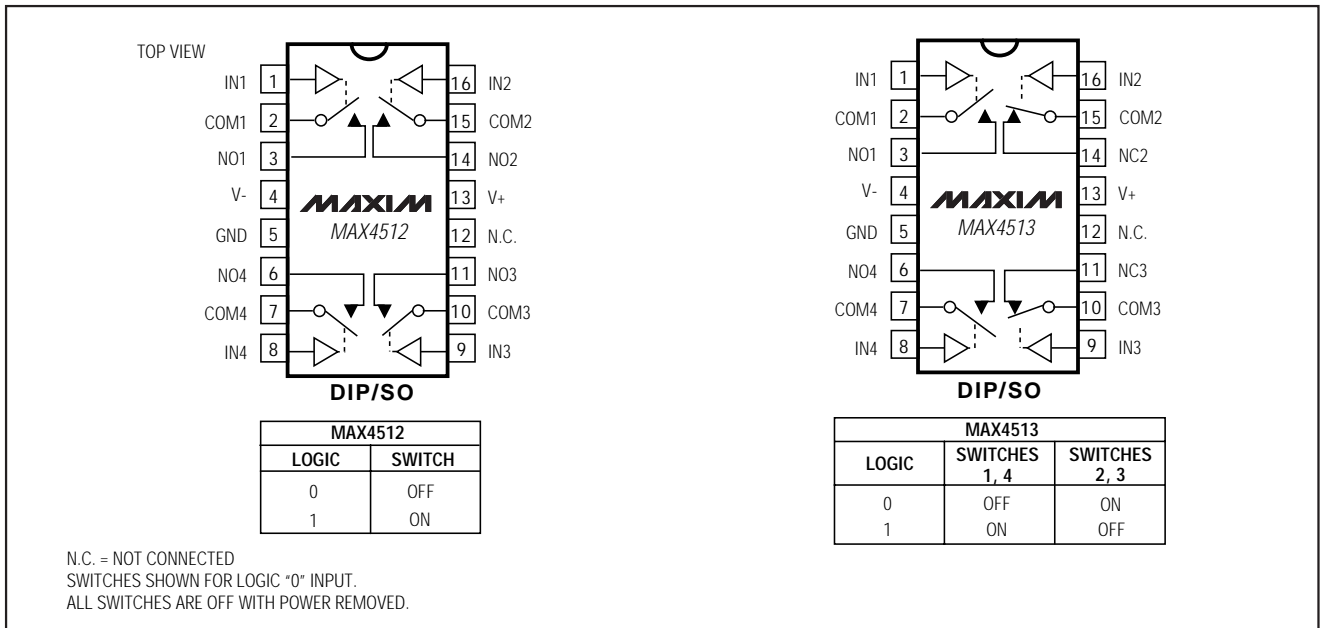 TOP VIEW
IN1 1 16 IN2
COM1 2 15 COM2
NO1 3 14 NO2
V- 4 13 V+
MAXIM
GND 5 MAX4512 12 N.C.
NO4 6 11 NO3
COM4 7 10 COM3
IN4 8 9 IN3
DIP/SO
MAX4512
LOGIC SWITCH
0 OFF
1 ON
IN1 1 16 IN2
COM1 2 15 COM2
NO1 3 14 NC2
V- 4 13 V+
MAXIM
GND 5 MAX4513 12 N.C.
NO4 6 11 NC3
COM4 7 10 COM3
IN4 8 9 IN3
DIP/SO
MAX4513
LOGIC SWITCHES 1, 4 SWITCHES 2, 3
0 OFF ON
1 ON OFF
N.C. = NOT CONNECTED
SWITCHES SHOWN FOR LOGIC “0” INPUT.
ALL SWITCHES ARE OFF WITH POWER REMOVED.